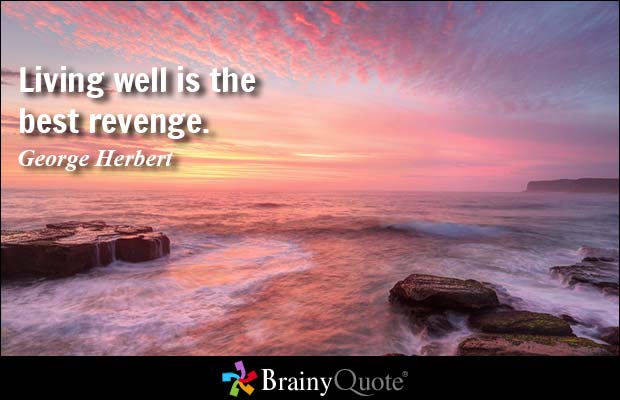 Living well is the
best revenge.
George Herbert
BrainyQuote®